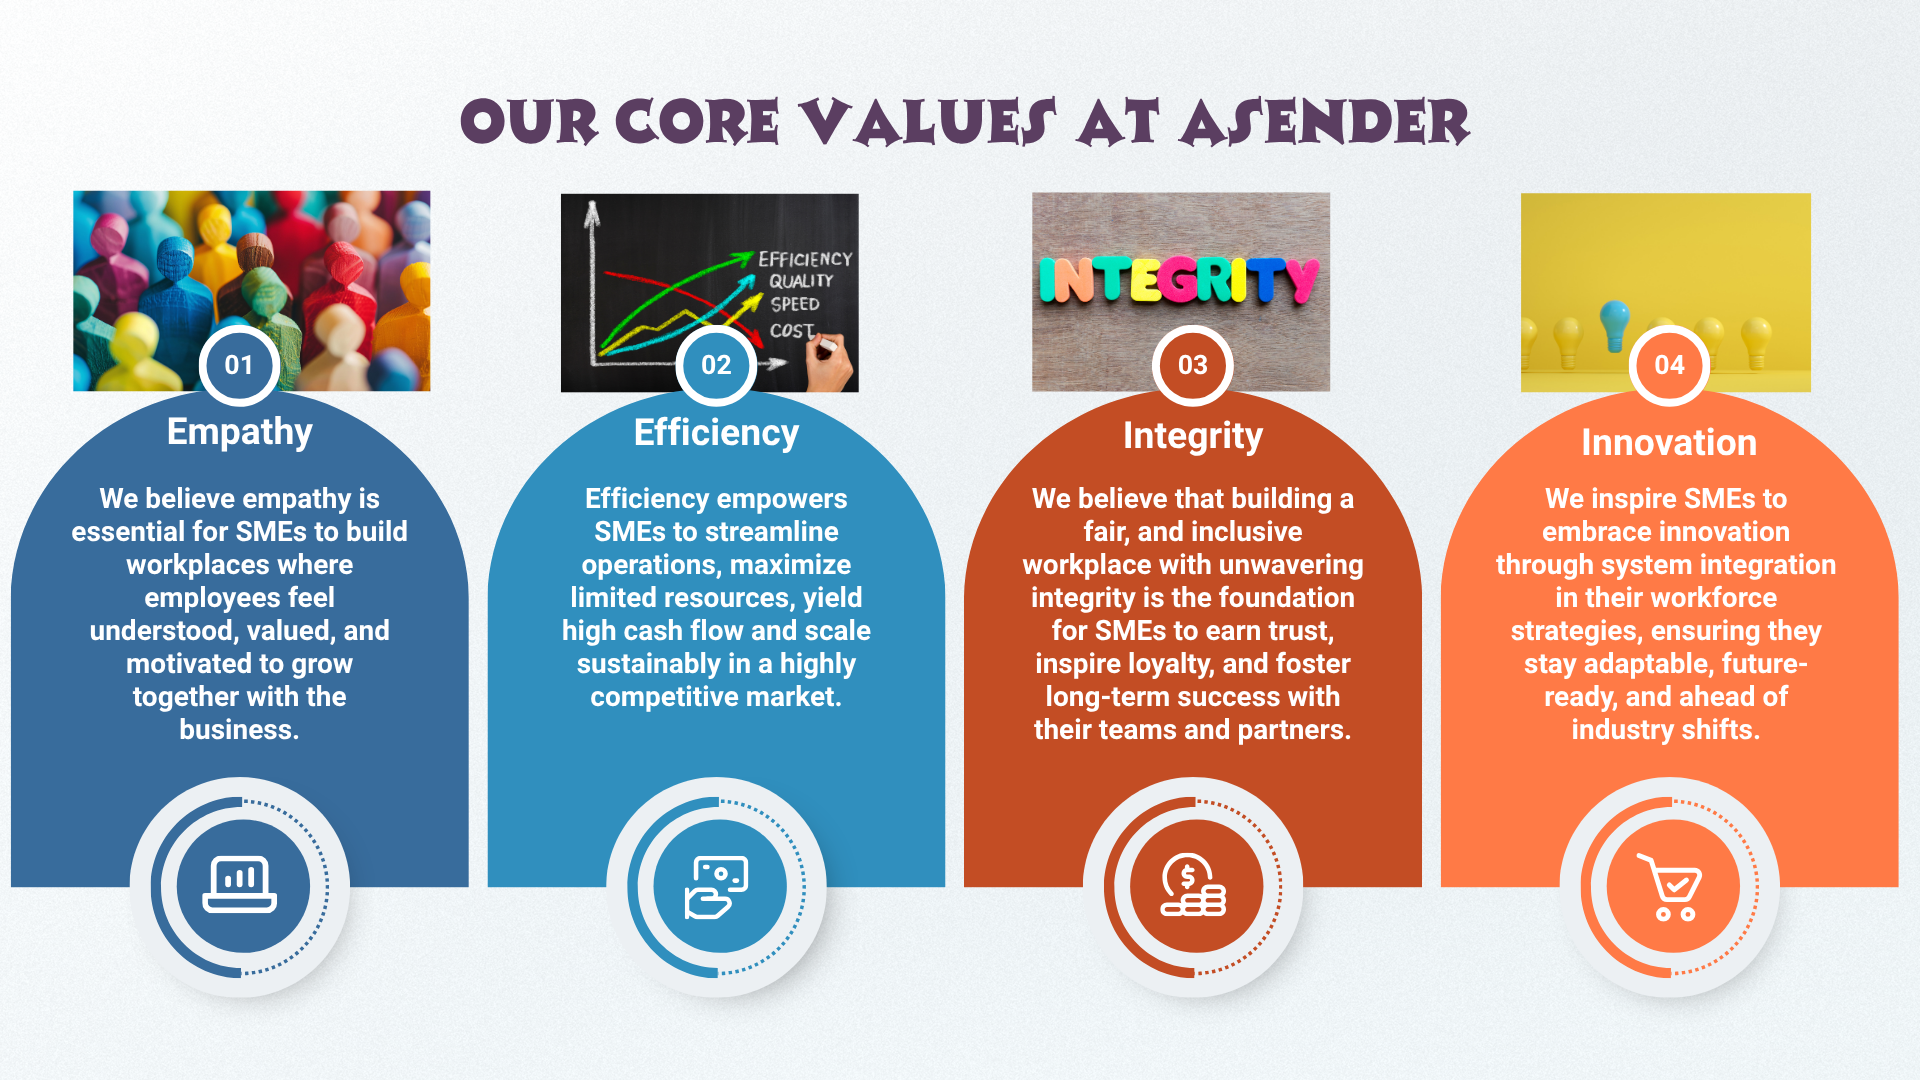 OUR CORE VALUES AT ASENDER
EFFICIENCY
QUALITY
SPEED
COST
INTEGRITY
01
02
03
04
Empathy
We believe empathy is
essential for SMEs to build
workplaces where
employees feel
understood, valued, and
motivated to grow
together with the
business.
Efficiency
Efficiency empowers
SMEs to streamline
operations, maximize
limited resources, yield
high cash flow and scale
sustainably in a highly
competitive market.
Integrity
We believe that building a
fair, and inclusive
workplace with unwavering
integrity is the foundation
for SMEs to earn trust,
inspire loyalty, and foster
long-term success with
their teams and partners.
Innovation
We inspire SMEs to
embrace innovation
through system integration
in their workforce
strategies, ensuring they
stay adaptable, future-
ready, and ahead of
industry shifts.
$